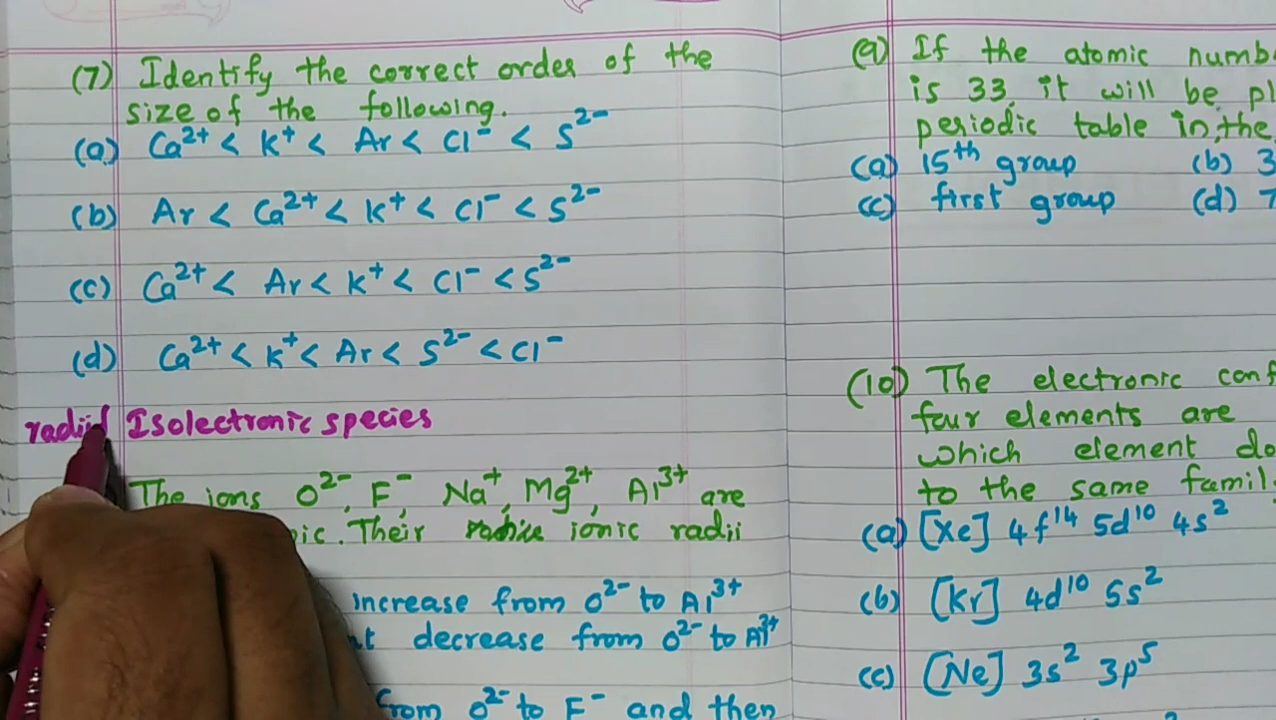 (7) Identify the correct order of the
size of the following.
(a) Ca²⁺ < K⁺ < Ar < Cl⁻ < S²⁻
(b) Ar < Ca²⁺ < K⁺ < Cl⁻ < S²⁻
(c) Ca²⁺ < Ar < K⁺ < Cl⁻ < S²⁻
(d) Ca²⁺ < K⁺ < Ar < S²⁻ < Cl⁻
Isolectronic species
The ions O²⁻, F⁻, Na⁺, Mg²⁺, Al³⁺ are
Their ionic radii
increase from O²⁻ to Al³⁺
decrease from O²⁻ to Al³⁺
from O²⁻ to F⁻ and then
(9) If the atomic
is 33, it will be
periodic table in, the
(a) 15th group (b) 3
(c) first group (d) 7
(10) The electronic
four elements are
which element
to the same
(a) [Xe] 4f¹⁴ 5d¹⁰ 4s²
(b) [Kr] 4d¹⁰ 5s²
(c) [Ne] 3s² 3p⁵